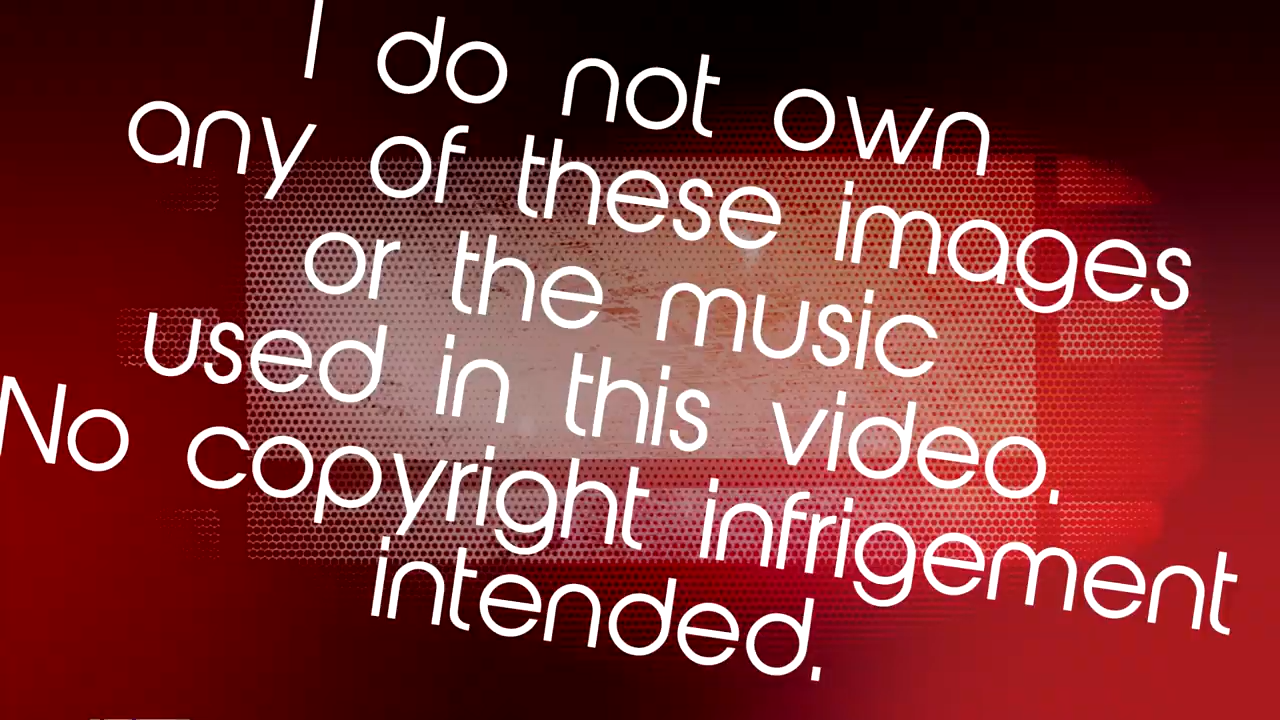 I do not own
any of these images
or the music
used in this video.
No copyright infrigement
intended.